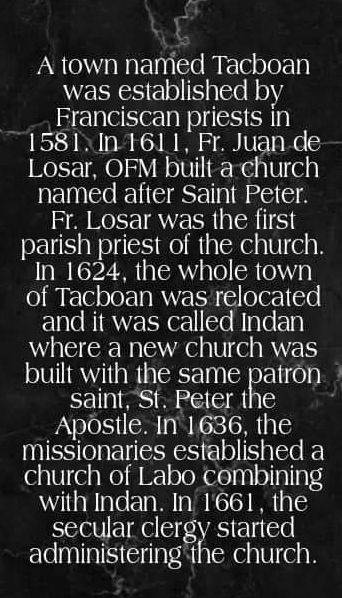 A town named Tacboan
was established by
Franciscan priests in
1581. In 1611, Fr. Juan de
Losar, OFM built a church
named after Saint Peter.
Fr. Losar was the first
parish priest of the church.
In 1624, the whole town
of Tacboan was relocated
and it was called Indan
where a new church was
built with the same patron
saint, St. Peter the
Apostle. In 1636, the
missionaries established a
church of Labo combining
with Indan. In 1661, the
secular clergy started
administering the church.